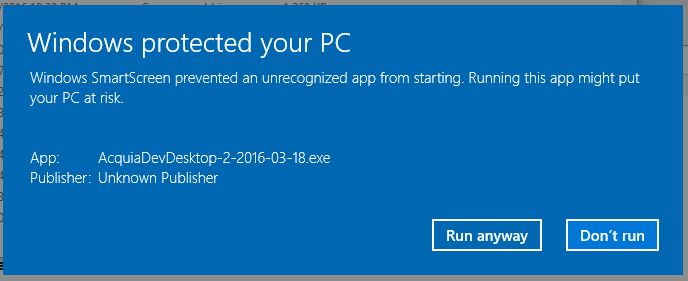 Windows protected your PC
Windows SmartScreen prevented an unrecognized app from starting. Running this app might put
your PC at risk.
App: AcquiaDevDesktop-2-2016-03-18.exe
Publisher: Unknown Publisher
Run anyway Don't run